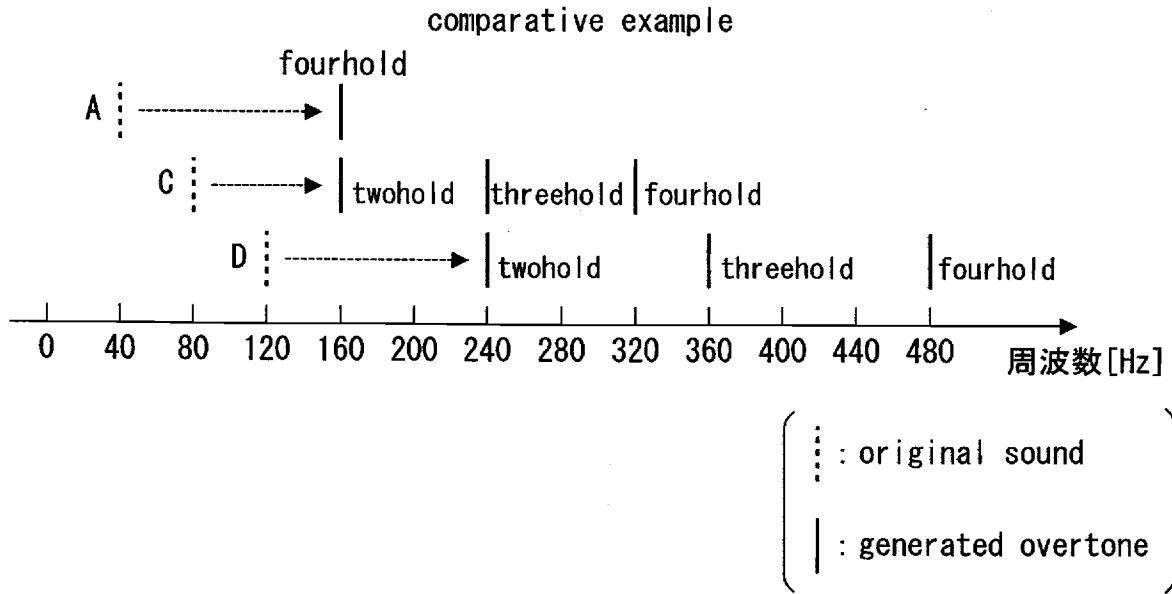 comparative example
fourhold
A
C twohold threehold fourhold
D twohold threehold fourhold
0 40 80 120 160 200 240 280 320 360 400 440 480
周波数[Hz]
: original sound
: generated overtone